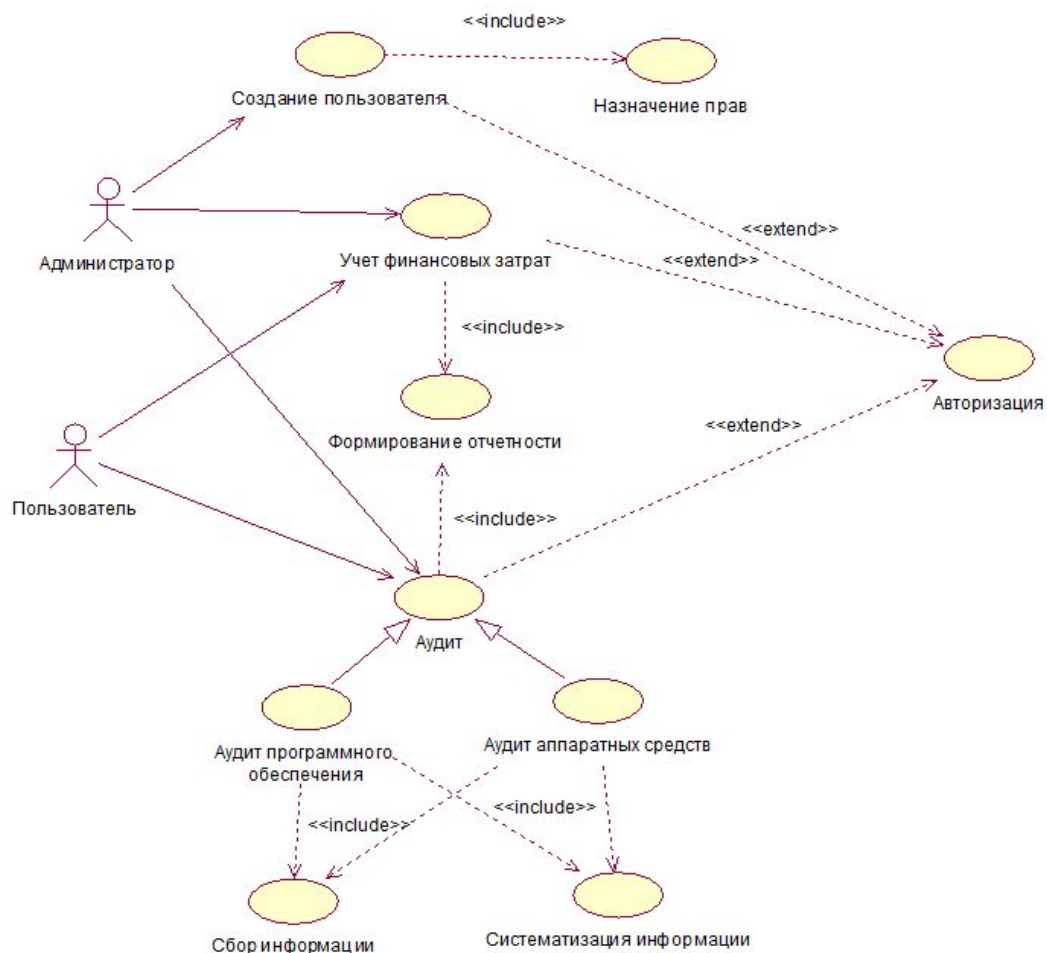 <<include>>
Создание пользователя
Назначение прав
Администратор
Учет финансовых затрат
<<extend>>
<<extend>>
<<include>>
Авторизация
<<extend>>
Формирование отчетности
Пользователь
<<include>>
Аудит
Аудит программного
обеспечения
Аудит аппаратных средств
<<include>>
<<include>>
Сбор информации
Систематизация информации